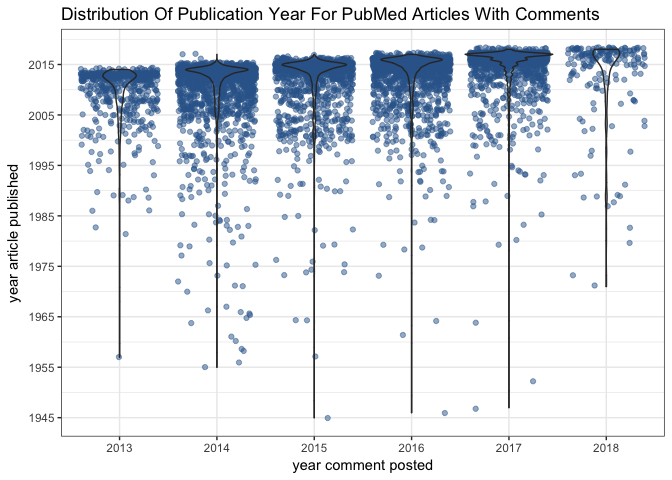 Distribution Of Publication Year For PubMed Articles With Comments
year article published
2015
2005
1995
1985
1975
1965
1955
1945
2013 2014 2015 2016 2017 2018
year comment posted